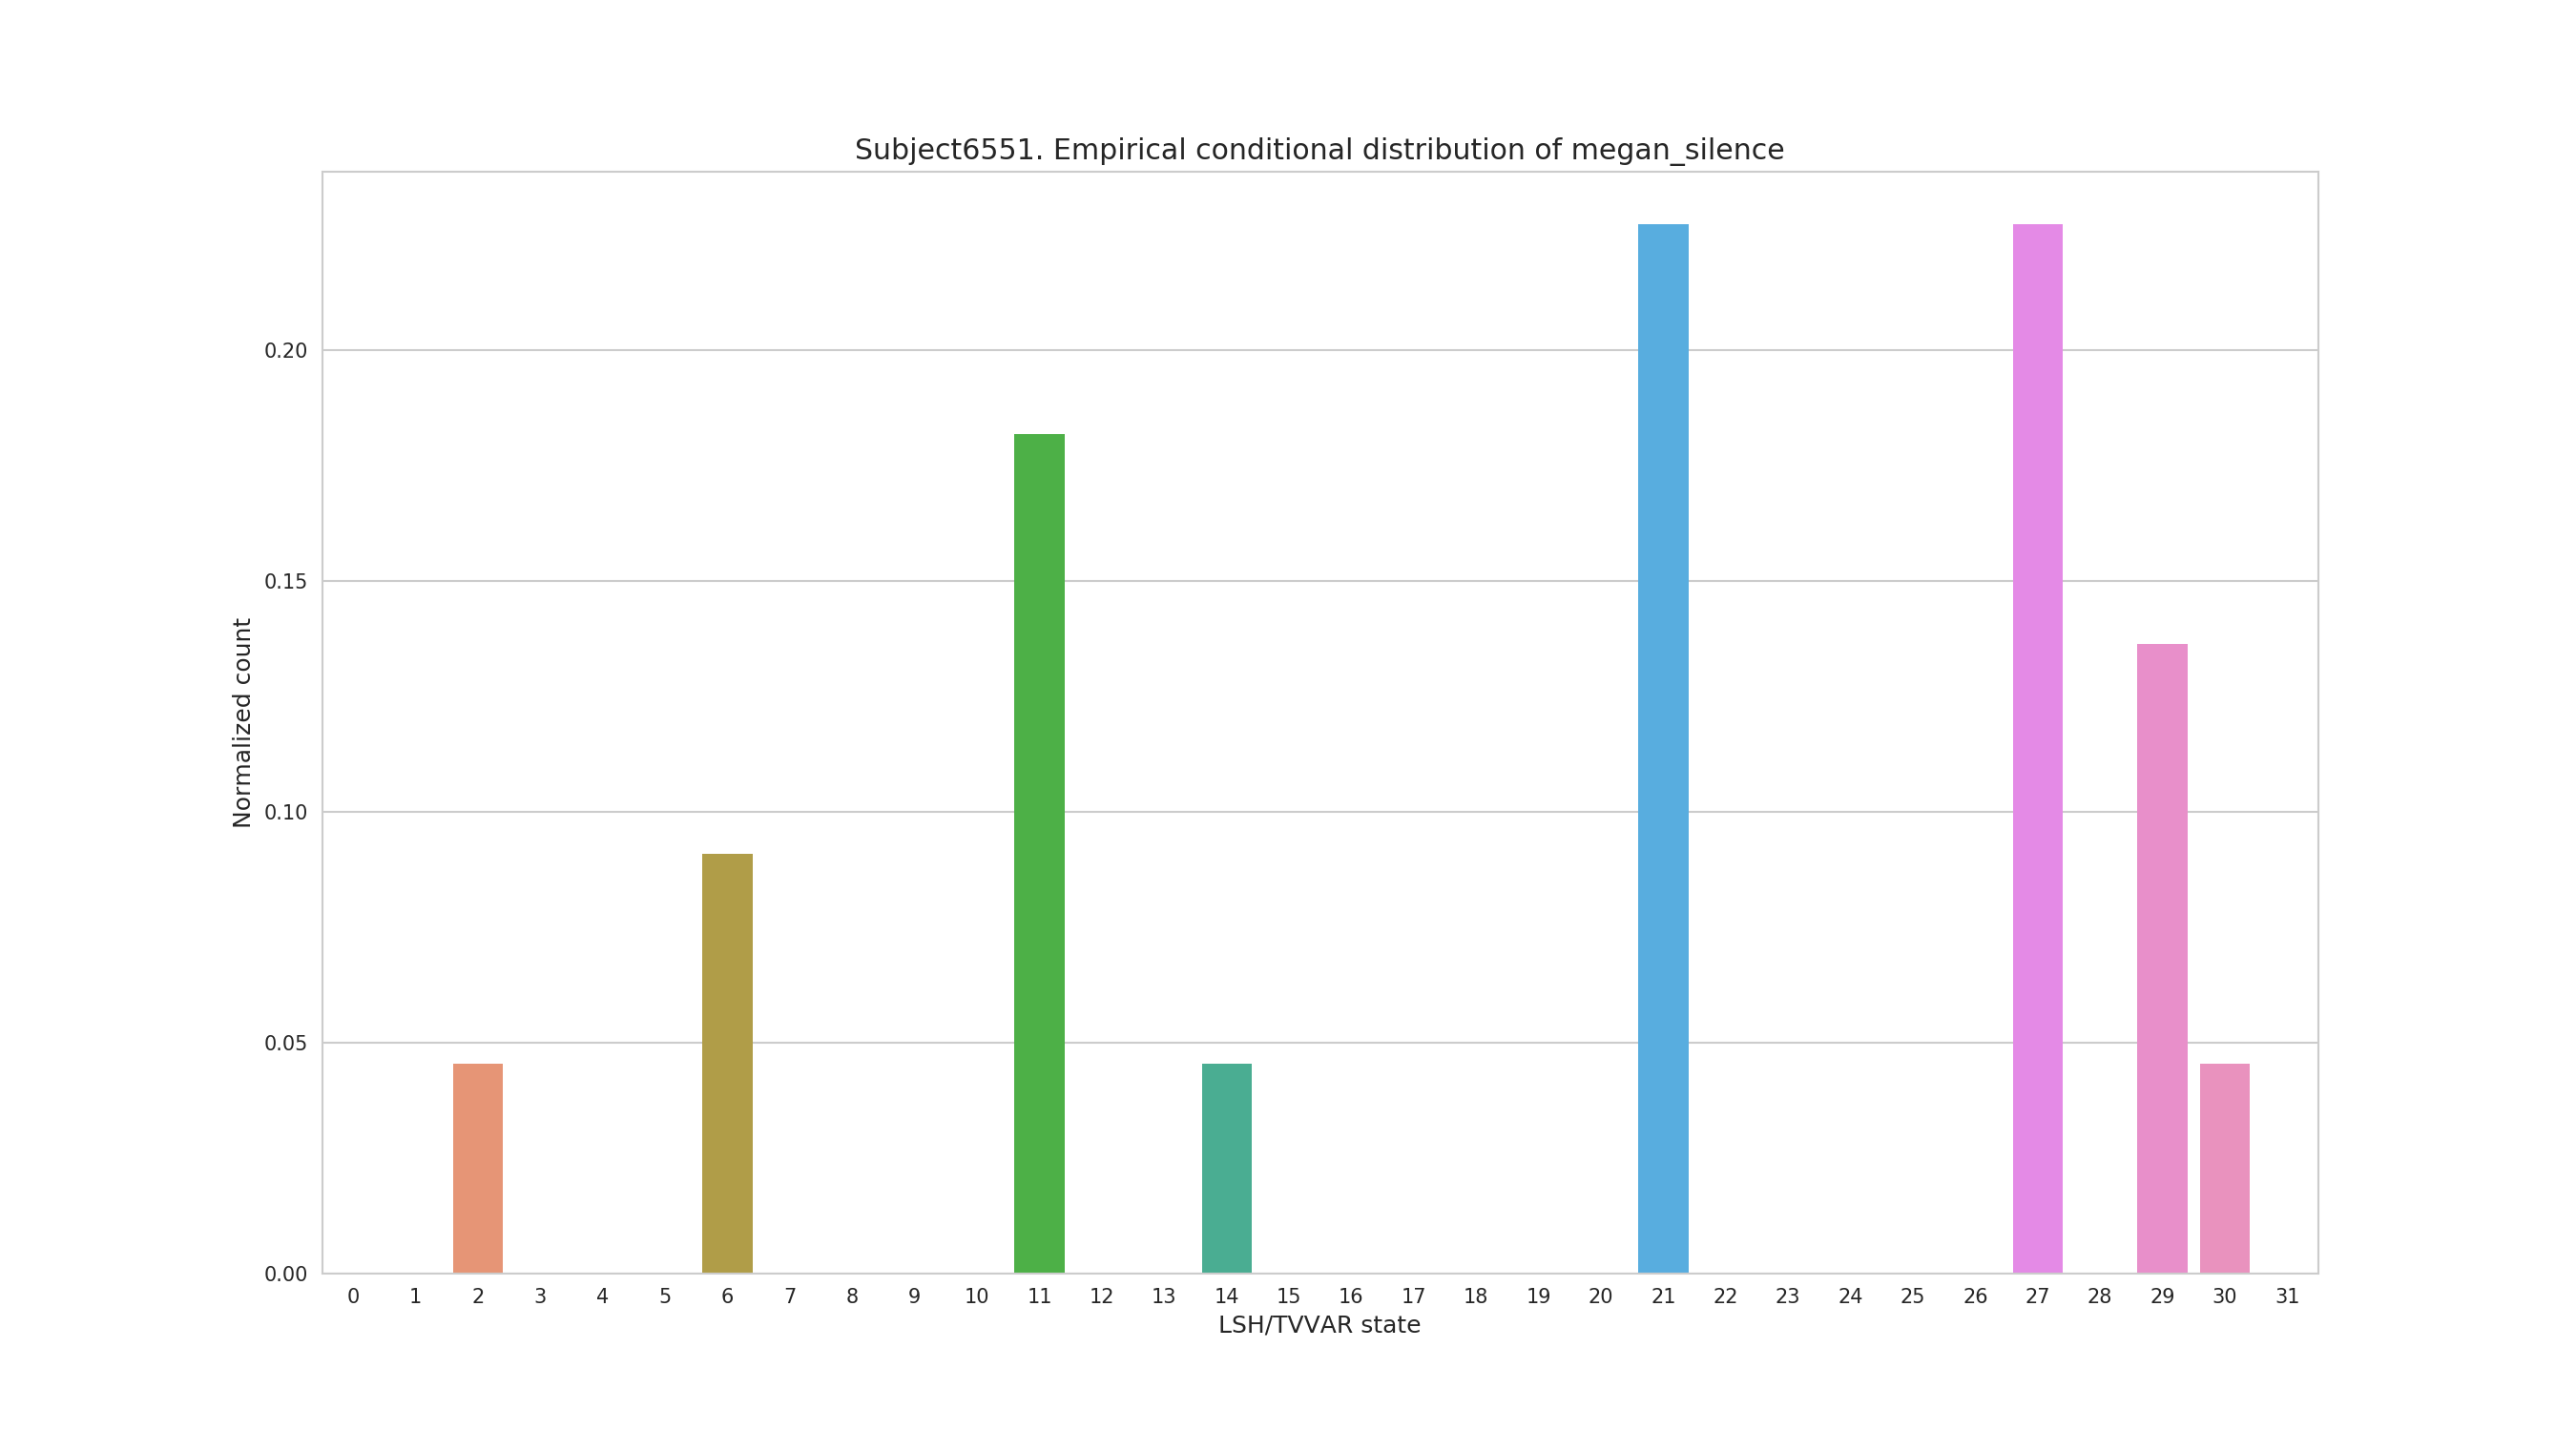 Subject6551. Empirical conditional distribution of megan_silence
Normalized count
0.20
0.15
0.10
0.05
0.00
0 1 2 3 4 5 6 7 8 9 10 11 12 13 14 15 16 17 18 19 20 21 22 23 24 25 26 27 28 29 30 31
LSH/TVVAR state